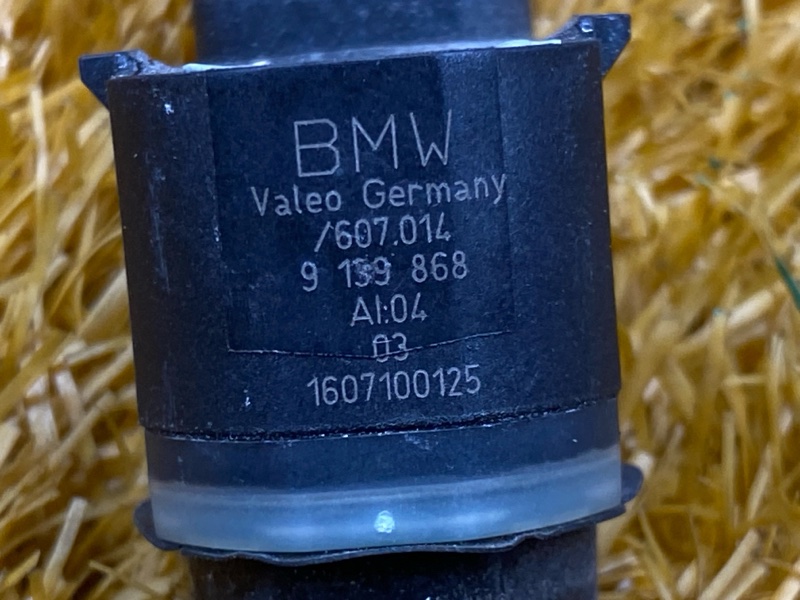 BMW
Valeo Germany
/607.014
9 139 868
AI:04
03
1607100125